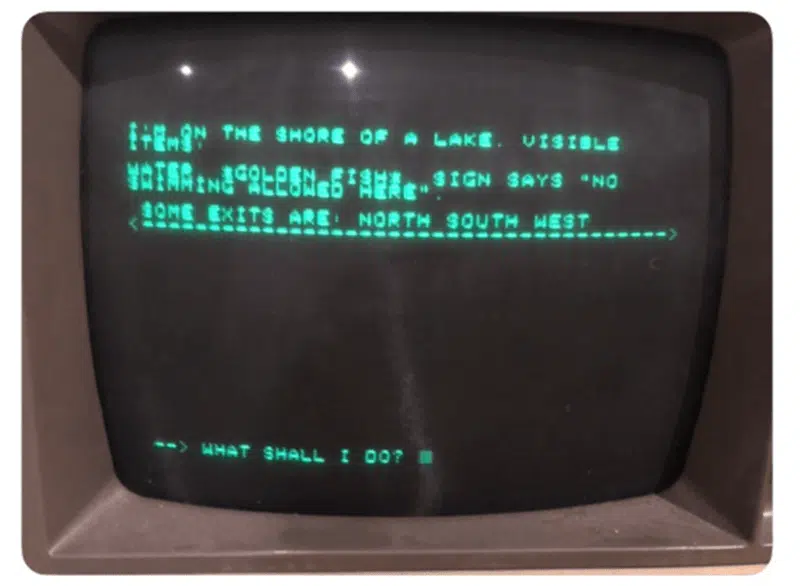 I'M ON THE SHORE OF A LAKE. VISIBLE
ITEMS:
WATER. *GOLDEN FISH*. SIGN SAYS "NO
SWIMMING ALLOWED HERE".
SOME EXITS ARE: NORTH SOUTH WEST
<----------------------------------------------->
--> WHAT SHALL I DO?